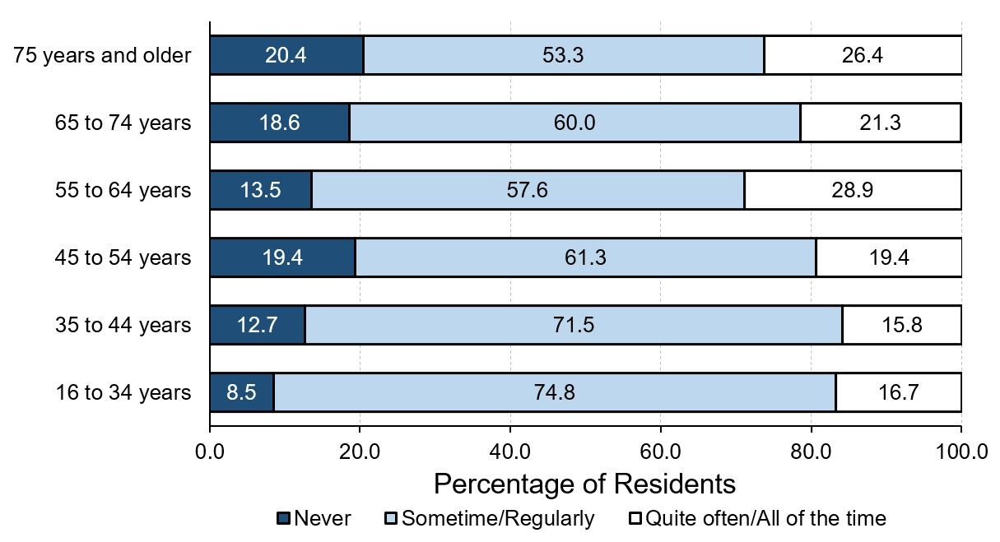 75 years and older 20.4 53.3 26.4
65 to 74 years 18.6 60.0 21.3
55 to 64 years 13.5 57.6 28.9
45 to 54 years 19.4 61.3 19.4
35 to 44 years 12.7 71.5 15.8
16 to 34 years 8.5 74.8 16.7
0.0 20.0 40.0 60.0 80.0 100.0
Percentage of Residents
Never Sometime/Regularly Quite often/All of the time